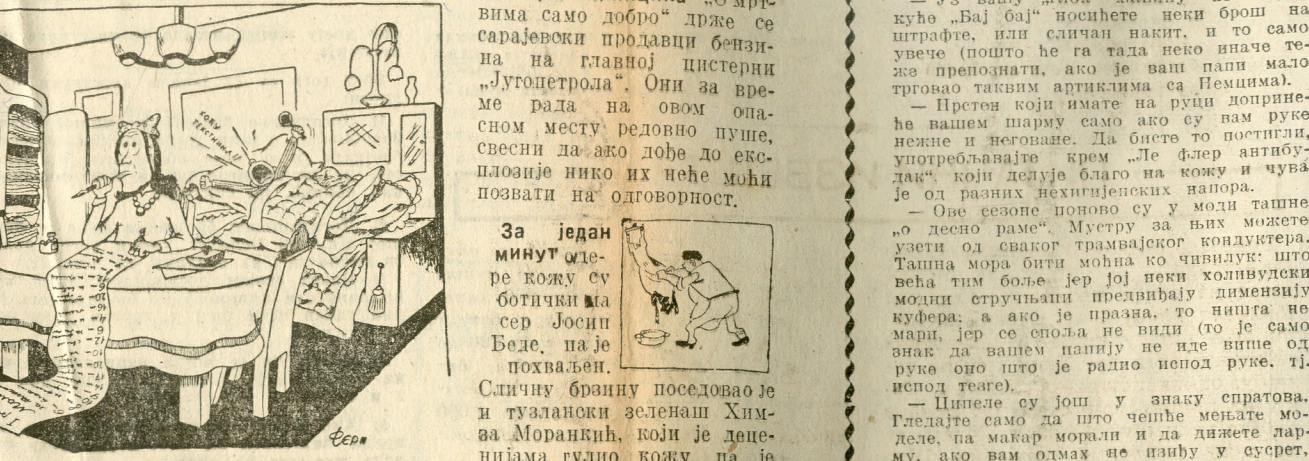 ХОЋУ
ТЕКСТИЛА!!
ФЕРИ
вима само добро“ држе се
сарајевски продавци бензи-
на на главној цистерни
„Југопетрола“. Они за вре-
ме рада на овом опа-
сном месту редовно пуше,
свесни да ако дође до екс-
плозије нико их неће моћи
позвати на одговорност.
За један
минут оде-
ре кожу су
ботички ма
сер Јосип
Беде, па је
похваљен.
Сличну брзину поседовао је
и тузлански зеленаш Хим-
за Моранкић, који је деце-
нијама гулио кожу, па је
куће „Бај бај“ носићете неки брош на
штрафте, или сличан накит, и то само
увече (пошто ће га тада неко иначе те-
же препознати, ако је ваш папи мало
трговао таквим артиклима са Немцима).
— Прстен који имате на руци доприне-
ће вашем шарму само ако су вам руке
нежне и неговане. Да бисте то постигли,
употребљавајте крем „Ле флер антибу-
дак“, који делује благо на кожу и чува
је од разних нехигијенских напора.
— Ове сезоне поново су у моди ташне
„о десно раме“. Мустру за њих можете
узети од сваког трамвајског кондуктера.
Ташна мора бити моћна ко чивилук: што
већа тим боље јер јој неки холивудски
модни стручњаци предвиђају димензију
куфера; а ако је празна, то ништа не
мари, јер се споља не види (то је само
знак да вашем папију не иде више од
руке оно што је радио испод руке, тј.
испод тезге).
— Ципеле су још у знаку спратова.
Гледајте само да што чешће мењате мо-
деле, па макар морали и да дижете лар-
му, ако вам одмах не изиђу у сусрет,